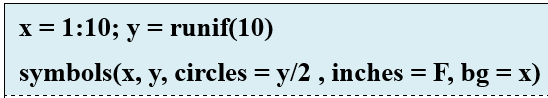 x = 1:10; y = runif(10)
symbols(x, y, circles = y/2 , inches = F, bg = x)